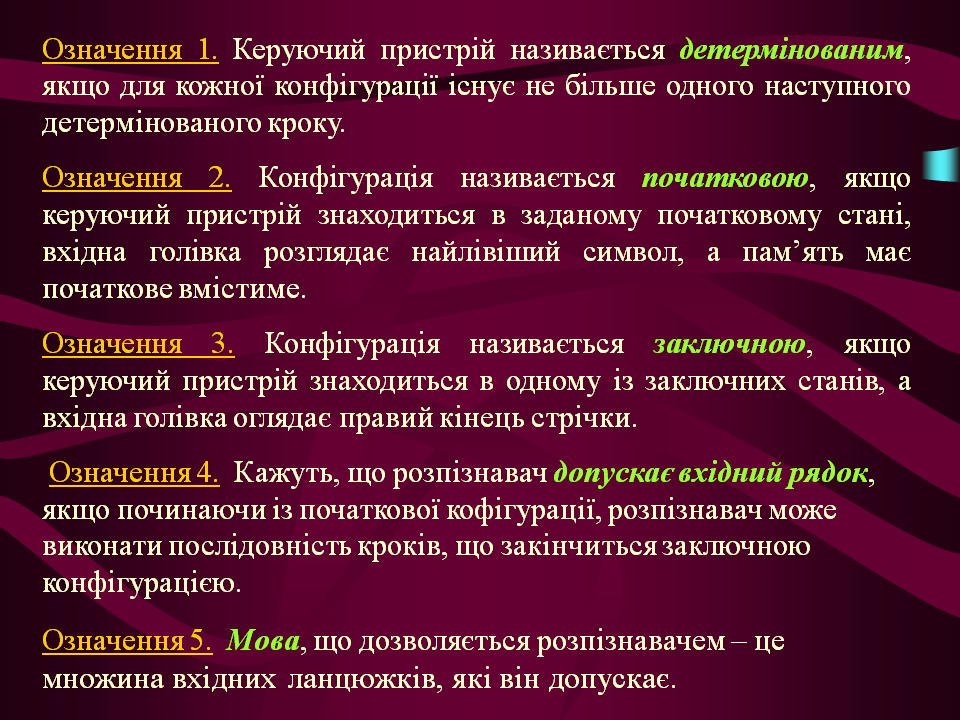 Означення 1. Керуючий пристрій називається детермінованим,
якщо для кожної конфігурації існує не більше одного наступного
детермінованого кроку.
Означення 2. Конфігурація називається початковою, якщо
керуючий пристрій знаходиться в заданому початковому стані,
вхідна голівка розглядає найлівіший символ, а пам’ять має
початкове вмістиме.
Означення 3. Конфігурація називається заключною, якщо
керуючий пристрій знаходиться в одному із заключних станів, а
вхідна голівка оглядає правий кінець стрічки.
Означення 4. Кажуть, що розпізнавач допускає вхідний рядок,
якщо починаючи із початкової кофігурації, розпізнавач може
виконати послідовність кроків, що закінчиться заключною
конфігурацією.
Означення 5. Мова, що дозволяється розпізнавачем – це
множина вхідних ланцюжків, які він допускає.